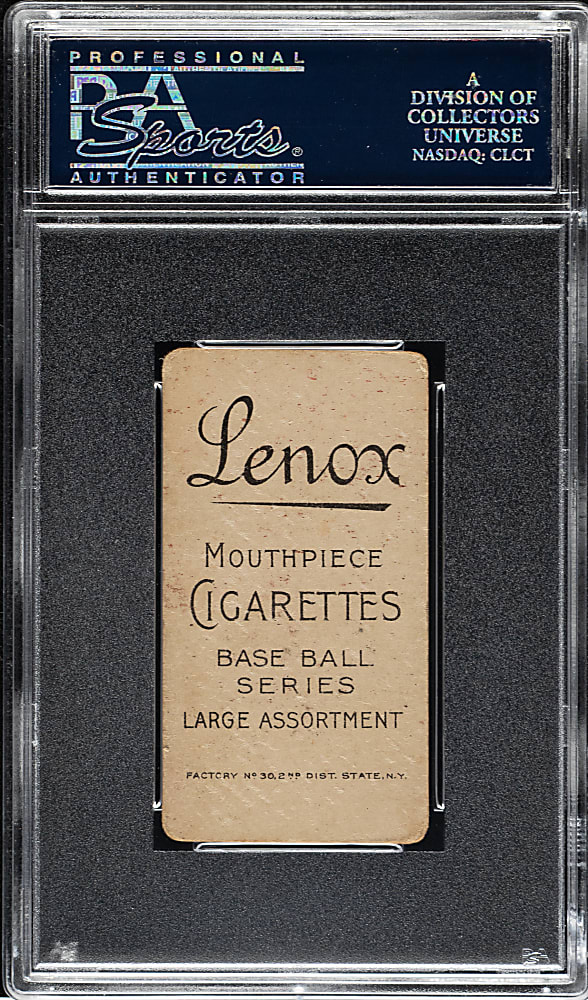 PROFESSIONAL
PSA
Sports®
AUTHENTICATOR
A
DIVISION OF
COLLECTORS
UNIVERSE
NASDAQ: CLCT
Lenox
MOUTHPIECE
CIGARETTES
BASE BALL
SERIES
LARGE ASSORTMENT
FACTORY Nº 30, 2ND DIST. STATE, N.Y.